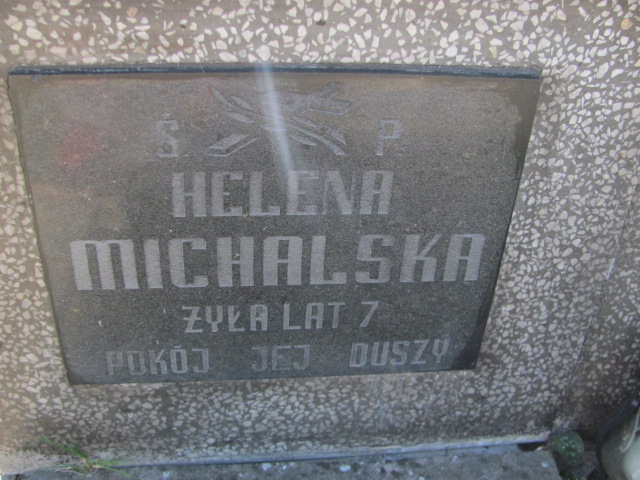 Ś P
HELENA
MICHALSKA
ŻYŁA LAT 7
POKÓJ JEJ DUSZY